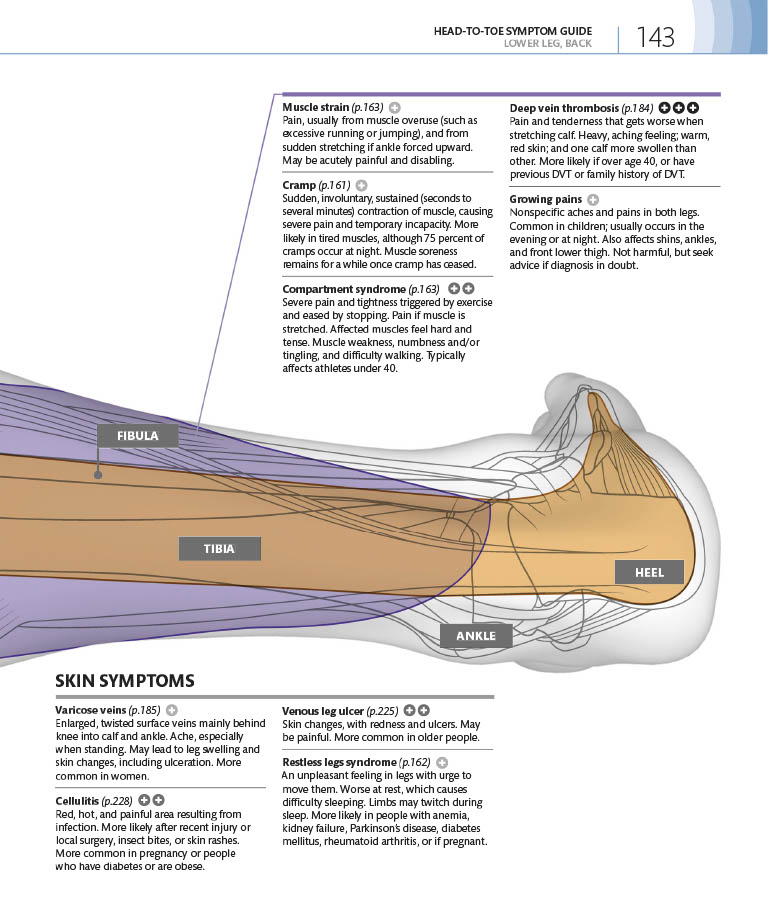 HEAD-TO-TOE SYMPTOM GUIDE
LOWER LEG, BACK
143
Muscle strain (p.163)
Pain, usually from muscle overuse (such as
excessive running or jumping), and from
sudden stretching if ankle forced upward.
May be acutely painful and disabling.
Cramp (p.161)
Sudden, involuntary, sustained (seconds to
several minutes) contraction of muscle, causing
severe pain and temporary incapacity. More
likely in tired muscles, although 75 percent of
cramps occur at night. Muscle soreness
remains for a while once cramp has ceased.
Compartment syndrome (p.163)
Severe pain and tightness triggered by exercise
and eased by stopping. Pain if muscle is
stretched. Affected muscles feel hard and
tense. Muscle weakness, numbness and/or
tingling, and difficulty walking. Typically
affects athletes under 40.
Deep vein thrombosis (p.184)
Pain and tenderness that gets worse when
stretching calf. Heavy, aching feeling; warm,
red skin; and one calf more swollen than
other. More likely if over age 40, or have
previous DVT or family history of DVT.
Growing pains
Nonspecific aches and pains in both legs.
Common in children; usually occurs in the
evening or at night. Also affects shins, ankles,
and front lower thigh. Not harmful, but seek
advice if diagnosis in doubt.
FIBULA
TIBIA
HEEL
ANKLE
SKIN SYMPTOMS
Varicose veins (p.185)
Enlarged, twisted surface veins mainly behind
knee into calf and ankle. Ache, especially
when standing. May lead to leg swelling and
skin changes, including ulceration. More
common in women.
Cellulitis (p.228)
Red, hot, and painful area resulting from
infection. More likely after recent injury or
local surgery, insect bites, or skin rashes.
More common in pregnancy or people
who have diabetes or are obese.
Venous leg ulcer (p.225)
Skin changes, with redness and ulcers. May
be painful. More common in older people.
Restless legs syndrome (p.162)
An unpleasant feeling in legs with urge to
move them. Worse at rest, which causes
difficulty sleeping. Limbs may twitch during
sleep. More likely in people with anemia,
kidney failure, Parkinson's disease, diabetes
mellitus, rheumatoid arthritis, or if pregnant.